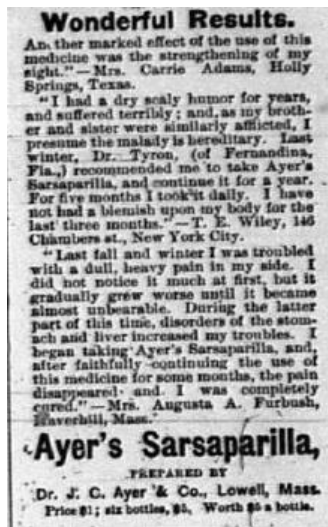 Wonderful Results.
An ther marked effect of the use of this
medicine was the strengthening of my
sight."—Mrs. Carrie Adams, Holly
Springs, Texas.
"I had a dry scaly humor for years,
and suffered terribly; and, as my broth-
er and sister were similarly afflicted, I
presume the malady is hereditary. Last
winter, Dr. Tyron, (of Fernandina,
Fla.,) recommended me to take Ayer's
Sarsaparilla, and continue it for a year.
For five months I took it daily. I have
not had a blemish upon my body for the
last three months."—T. E. Wiley, 146
Chambers st., New York City.
"Last fall and winter I was troubled
with a dull, heavy pain in my side. I
did not notice it much at first, but it
gradually grew worse until it became
almost unbearable. During the latter
part of this time, disorders of the stom-
ach and liver increased my troubles. I
began taking Ayer's Sarsaparilla, and,
after faithfully continuing the use of
this medicine for some months, the pain
disappeared and I was completely
cured."—Mrs. Augusta A. Furbush,
Haverhill, Mass.
Ayer's Sarsaparilla,
PREPARED BY
Dr. J. C. Ayer & Co., Lowell, Mass.
Price $1; six bottles, $5. Worth $5 a bottle.